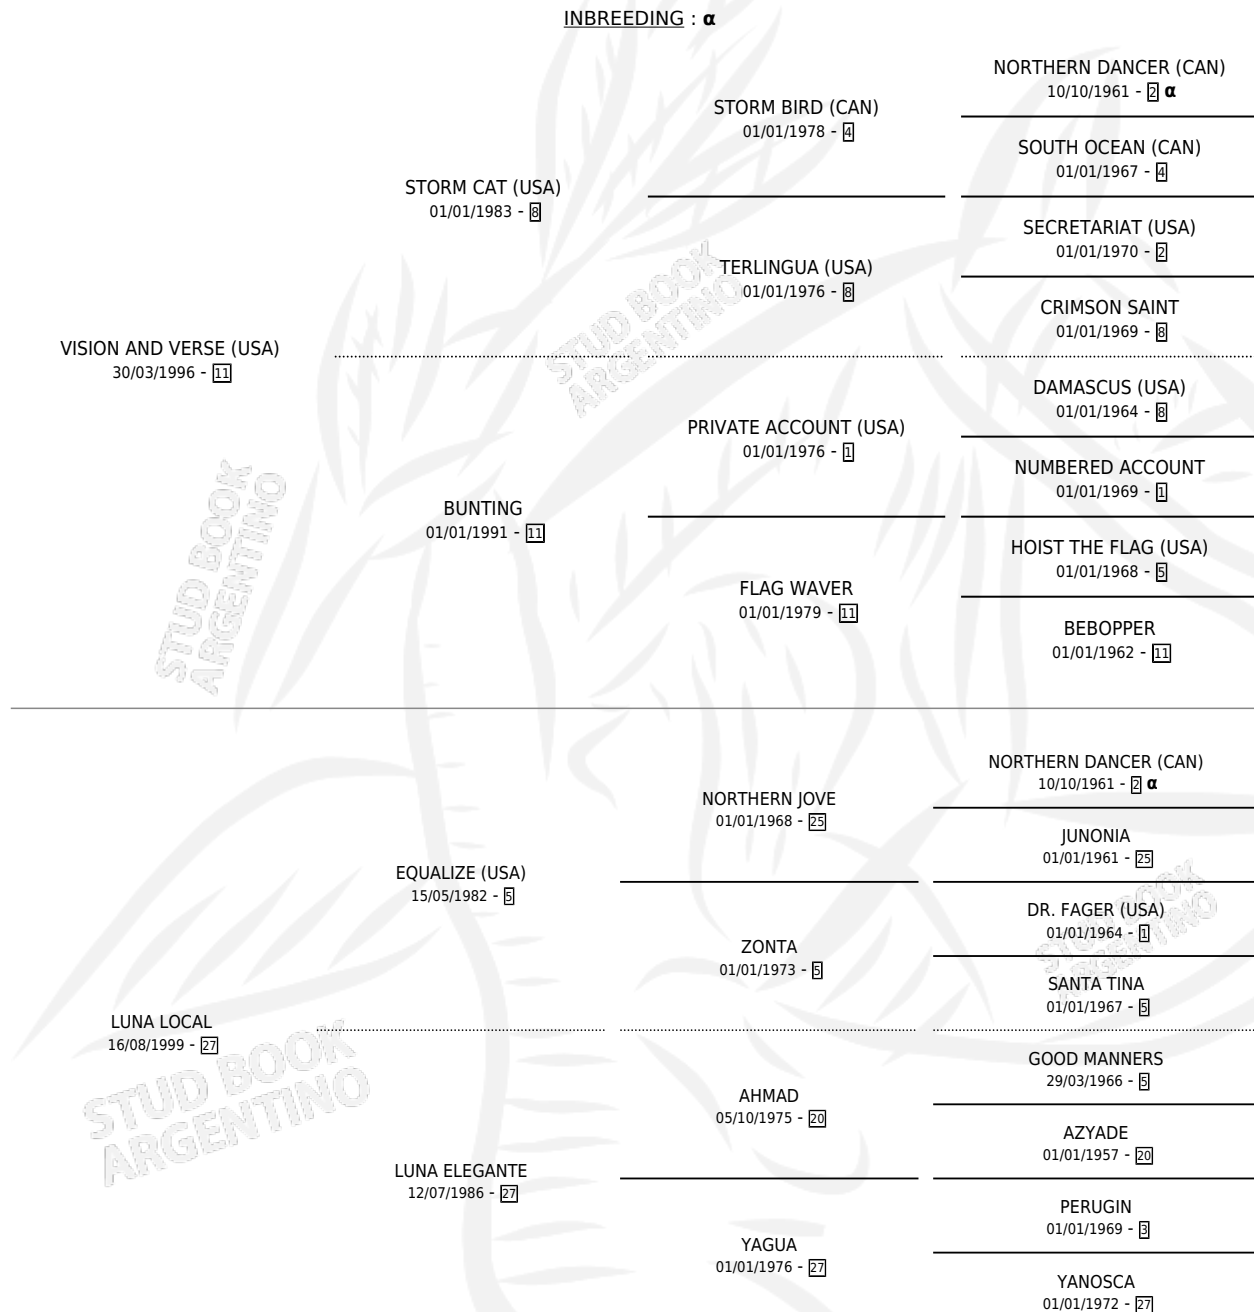 INBREEDING : α
NORTHERN DANCER (CAN)
10/10/1961 - 2 α
STORM BIRD (CAN)
01/01/1978 - 4
SOUTH OCEAN (CAN)
01/01/1967 - 4
STORM CAT (USA)
01/01/1983 - 8
SECRETARIAT (USA)
01/01/1970 - 2
TERLINGUA (USA)
01/01/1976 - 8
CRIMSON SAINT
01/01/1969 - 8
VISION AND VERSE (USA)
30/03/1996 - 11
DAMASCUS (USA)
01/01/1964 - 8
PRIVATE ACCOUNT (USA)
01/01/1976 - 1
NUMBERED ACCOUNT
01/01/1969 - 1
BUNTING
01/01/1991 - 11
HOIST THE FLAG (USA)
01/01/1968 - 5
FLAG WAVER
01/01/1979 - 11
BEBOPPER
01/01/1962 - 11
NORTHERN DANCER (CAN)
10/10/1961 - 2 α
NORTHERN JOVE
01/01/1968 - 25
JUNONIA
01/01/1961 - 25
EQUALIZE (USA)
15/05/1982 - 5
DR. FAGER (USA)
01/01/1964 - 1
ZONTA
01/01/1973 - 5
SANTA TINA
01/01/1967 - 5
LUNA LOCAL
16/08/1999 - 27
GOOD MANNERS
29/03/1966 - 5
AHMAD
05/10/1975 - 20
AZYADE
01/01/1957 - 20
LUNA ELEGANTE
12/07/1986 - 27
PERUGIN
01/01/1969 - 3
YAGUA
01/01/1976 - 27
YANOSCA
01/01/1972 - 27
STUD BOOK
ARGENTINO
STUD BOOK
ARGENTINO
STUD BOOK
ARGENTINO
STUD BOOK
ARGENTINO